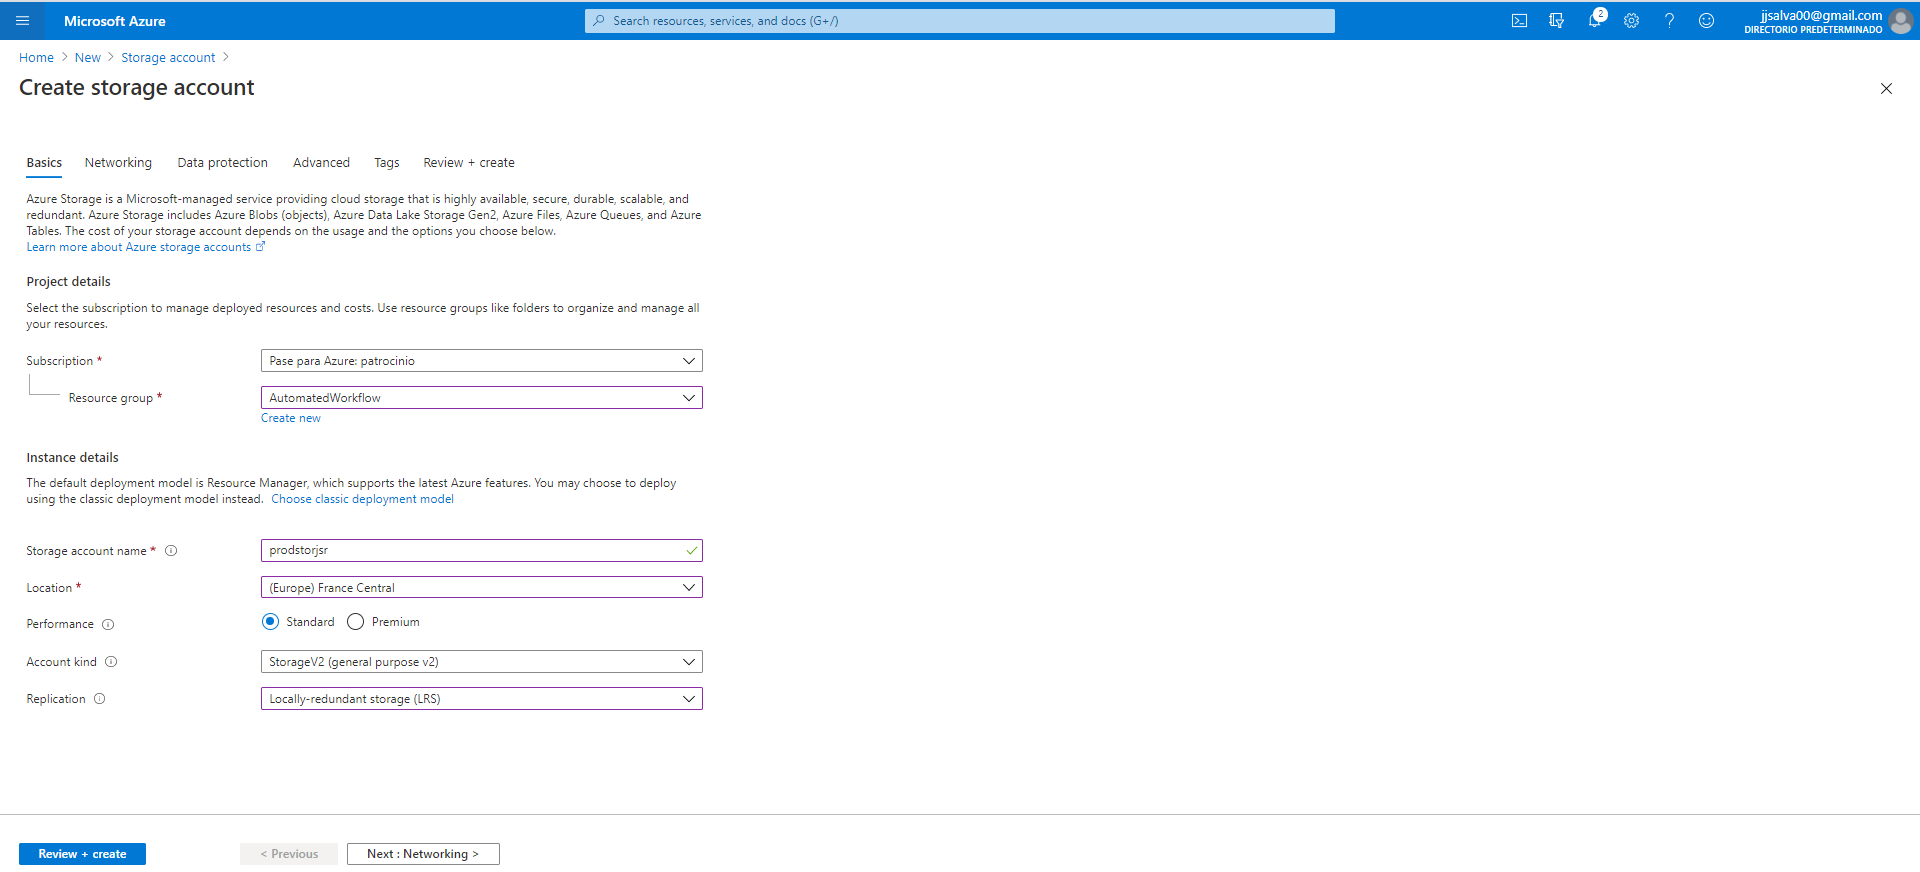 Microsoft Azure
Search resources, services, and docs (G+/)
2
jjsalva00@gmail.com
DIRECTORIO PREDETERMINADO
Home > New > Storage account >
Create storage account
Basics Networking Data protection Advanced Tags Review + create
Azure Storage is a Microsoft-managed service providing cloud storage that is highly available, secure, durable, scalable, and
redundant. Azure Storage includes Azure Blobs (objects), Azure Data Lake Storage Gen2, Azure Files, Azure Queues, and Azure
Tables. The cost of your storage account depends on the usage and the options you choose below.
Learn more about Azure storage accounts
Project details
Select the subscription to manage deployed resources and costs. Use resource groups like folders to organize and manage all
your resources.
Subscription * Pase para Azure: patrocinio
Resource group * AutomatedWorkflow
Create new
Instance details
The default deployment model is Resource Manager, which supports the latest Azure features. You may choose to deploy
using the classic deployment model instead. Choose classic deployment model
Storage account name * prodstorjsr
Location * (Europe) France Central
Performance Standard Premium
Account kind StorageV2 (general purpose v2)
Replication Locally-redundant storage (LRS)
Review + create < Previous Next : Networking >